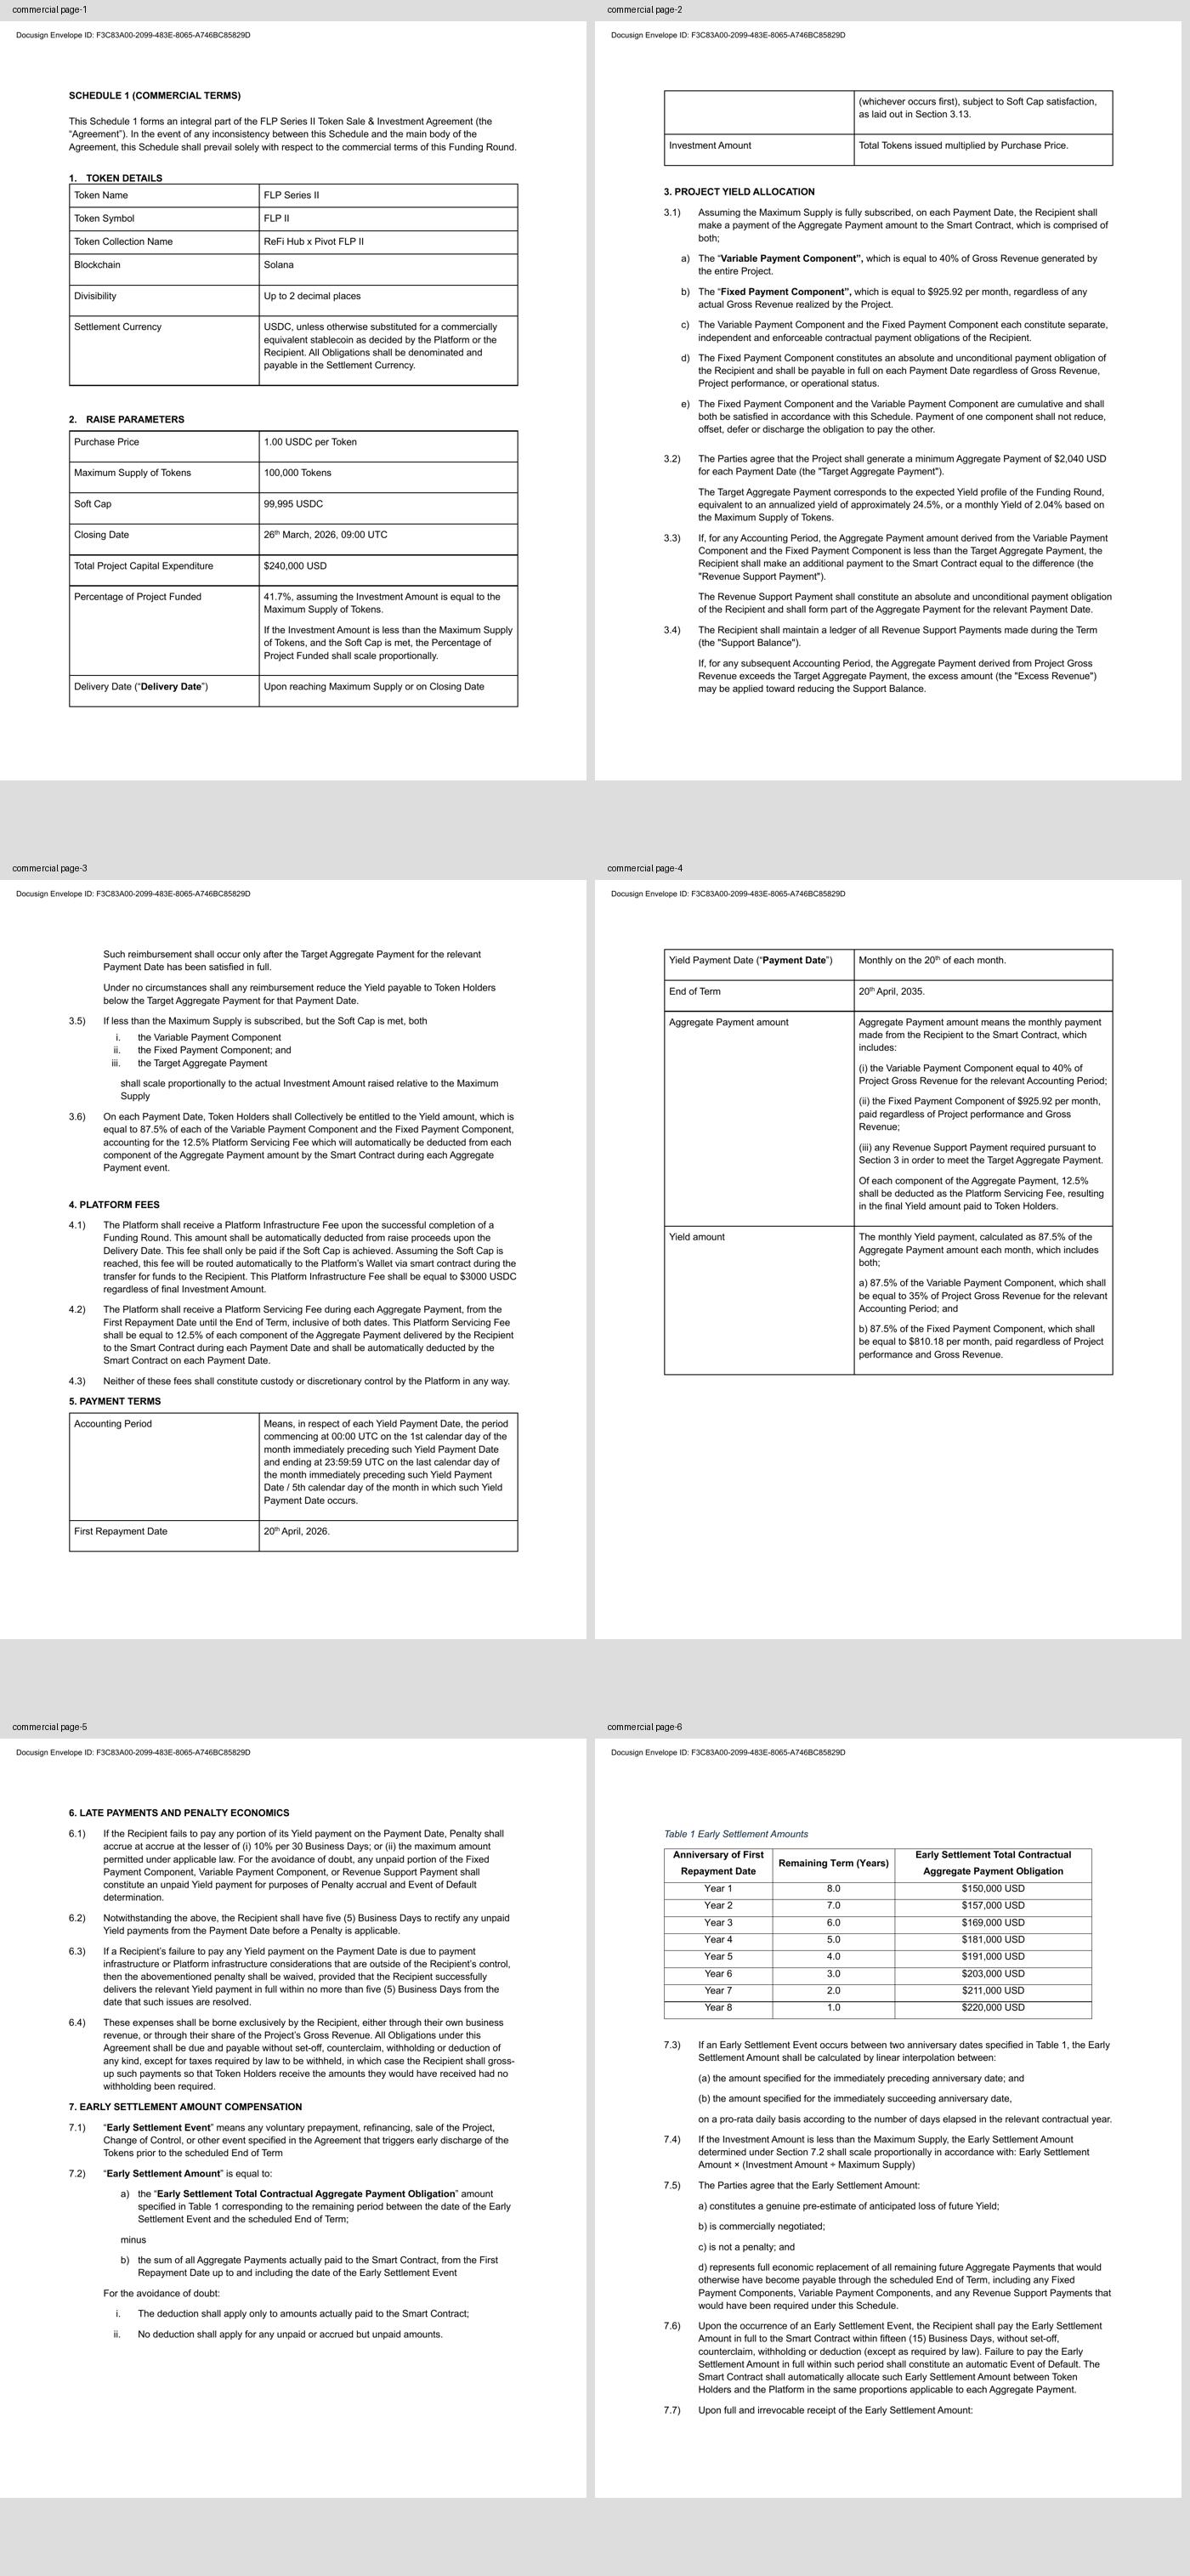 commercial page-1
Docusign Envelope ID: F3C83A00-2099-483E-8065-A746BC85829D
SCHEDULE 1 (COMMERCIAL TERMS)
This Schedule 1 forms an integral part of the FLP Series II Token Sale & Investment Agreement (the
“Agreement”). In the event of any inconsistency between this Schedule and the main body of the
Agreement, this Schedule shall prevail solely with respect to the commercial terms of this Funding Round.
1. TOKEN DETAILS
Token Name
FLP Series II
Token Symbol
FLP II
Token Collection Name
ReFi Hub x Pivot FLP II
Blockchain
Solana
Divisibility
Up to 2 decimal places
Settlement Currency
USDC, unless otherwise substituted for a commercially
equivalent stablecoin as decided by the Platform or the
Recipient. All Obligations shall be denominated and
payable in the Settlement Currency.
2. RAISE PARAMETERS
Purchase Price
1.00 USDC per Token
Maximum Supply of Tokens
100,000 Tokens
Soft Cap
99,995 USDC
Closing Date
26th March, 2026, 09:00 UTC
Total Project Capital Expenditure
$240,000 USD
Percentage of Project Funded
41.7%, assuming the Investment Amount is equal to the
Maximum Supply of Tokens.
If the Investment Amount is less than the Maximum Supply
of Tokens, and the Soft Cap is met, the Percentage of
Project Funded shall scale proportionally.
Delivery Date (“Delivery Date”)
Upon reaching Maximum Supply or on Closing Date
commercial page-2
Docusign Envelope ID: F3C83A00-2099-483E-8065-A746BC85829D
(whichever occurs first), subject to Soft Cap satisfaction,
as laid out in Section 3.13.
Investment Amount
Total Tokens issued multiplied by Purchase Price.
3. PROJECT YIELD ALLOCATION
3.1) Assuming the Maximum Supply is fully subscribed, on each Payment Date, the Recipient shall
make a payment of the Aggregate Payment amount to the Smart Contract, which is comprised of
both;
a) The “Variable Payment Component”, which is equal to 40% of Gross Revenue generated by
the entire Project.
b) The “Fixed Payment Component”, which is equal to $925.92 per month, regardless of any
actual Gross Revenue realized by the Project.
c) The Variable Payment Component and the Fixed Payment Component each constitute separate,
independent and enforceable contractual payment obligations of the Recipient.
d) The Fixed Payment Component constitutes an absolute and unconditional payment obligation of
the Recipient and shall be payable in full on each Payment Date regardless of Gross Revenue,
Project performance, or operational status.
e) The Fixed Payment Component and the Variable Payment Component are cumulative and shall
both be satisfied in accordance with this Schedule. Payment of one component shall not reduce,
offset, defer or discharge the obligation to pay the other.
3.2) The Parties agree that the Project shall generate a minimum Aggregate Payment of $2,040 USD
for each Payment Date (the "Target Aggregate Payment").
The Target Aggregate Payment corresponds to the expected Yield profile of the Funding Round,
equivalent to an annualized yield of approximately 24.5%, or a monthly Yield of 2.04% based on
the Maximum Supply of Tokens.
3.3) If, for any Accounting Period, the Aggregate Payment amount derived from the Variable Payment
Component and the Fixed Payment Component is less than the Target Aggregate Payment, the
Recipient shall make an additional payment to the Smart Contract equal to the difference (the
"Revenue Support Payment").
The Revenue Support Payment shall constitute an absolute and unconditional payment obligation
of the Recipient and shall form part of the Aggregate Payment for the relevant Payment Date.
3.4) The Recipient shall maintain a ledger of all Revenue Support Payments made during the Term
(the "Support Balance").
If, for any subsequent Accounting Period, the Aggregate Payment derived from Project Gross
Revenue exceeds the Target Aggregate Payment, the excess amount (the "Excess Revenue")
may be applied toward reducing the Support Balance.
commercial page-3
Docusign Envelope ID: F3C83A00-2099-483E-8065-A746BC85829D
Such reimbursement shall occur only after the Target Aggregate Payment for the relevant
Payment Date has been satisfied in full.
Under no circumstances shall any reimbursement reduce the Yield payable to Token Holders
below the Target Aggregate Payment for that Payment Date.
3.5) If less than the Maximum Supply is subscribed, but the Soft Cap is met, both
i. the Variable Payment Component
ii. the Fixed Payment Component; and
iii. the Target Aggregate Payment
shall scale proportionally to the actual Investment Amount raised relative to the Maximum
Supply
3.6) On each Payment Date, Token Holders shall Collectively be entitled to the Yield amount, which is
equal to 87.5% of each of the Variable Payment Component and the Fixed Payment Component,
accounting for the 12.5% Platform Servicing Fee which will automatically be deducted from each
component of the Aggregate Payment amount by the Smart Contract during each Aggregate
Payment event.
4. PLATFORM FEES
4.1) The Platform shall receive a Platform Infrastructure Fee upon the successful completion of a
Funding Round. This amount shall be automatically deducted from raise proceeds upon the
Delivery Date. This fee shall only be paid if the Soft Cap is achieved. Assuming the Soft Cap is
reached, this fee will be routed automatically to the Platform’s Wallet via smart contract during the
transfer for funds to the Recipient. This Platform Infrastructure Fee shall be equal to $3000 USDC
regardless of final Investment Amount.
4.2) The Platform shall receive a Platform Servicing Fee during each Aggregate Payment, from the
First Repayment Date until the End of Term, inclusive of both dates. This Platform Servicing Fee
shall be equal to 12.5% of each component of the Aggregate Payment delivered by the Recipient
to the Smart Contract during each Payment Date and shall be automatically deducted by the
Smart Contract on each Payment Date.
4.3) Neither of these fees shall constitute custody or discretionary control by the Platform in any way.
5. PAYMENT TERMS
Accounting Period
Means, in respect of each Yield Payment Date, the period
commencing at 00:00 UTC on the 1st calendar day of the
month immediately preceding such Yield Payment Date
and ending at 23:59:59 UTC on the last calendar day of
the month immediately preceding such Yield Payment
Date / 5th calendar day of the month in which such Yield
Payment Date occurs.
First Repayment Date
20th April, 2026.
commercial page-4
Docusign Envelope ID: F3C83A00-2099-483E-8065-A746BC85829D
Yield Payment Date (“Payment Date”)
Monthly on the 20th of each month.
End of Term
20th April, 2035.
Aggregate Payment amount
Aggregate Payment amount means the monthly payment
made from the Recipient to the Smart Contract, which
includes:
(i) the Variable Payment Component equal to 40% of
Project Gross Revenue for the relevant Accounting Period;
(ii) the Fixed Payment Component of $925.92 per month,
paid regardless of Project performance and Gross
Revenue;
(iii) any Revenue Support Payment required pursuant to
Section 3 in order to meet the Target Aggregate Payment.
Of each component of the Aggregate Payment, 12.5%
shall be deducted as the Platform Servicing Fee, resulting
in the final Yield amount paid to Token Holders.
Yield amount
The monthly Yield payment, calculated as 87.5% of the
Aggregate Payment amount each month, which includes
both;
a) 87.5% of the Variable Payment Component, which shall
be equal to 35% of Project Gross Revenue for the relevant
Accounting Period; and
b) 87.5% of the Fixed Payment Component, which shall
be equal to $810.18 per month, paid regardless of Project
performance and Gross Revenue.
commercial page-5
Docusign Envelope ID: F3C83A00-2099-483E-8065-A746BC85829D
6. LATE PAYMENTS AND PENALTY ECONOMICS
6.1) If the Recipient fails to pay any portion of its Yield payment on the Payment Date, Penalty shall
accrue at accrue at the lesser of (i) 10% per 30 Business Days; or (ii) the maximum amount
permitted under applicable law. For the avoidance of doubt, any unpaid portion of the Fixed
Payment Component, Variable Payment Component, or Revenue Support Payment shall
constitute an unpaid Yield payment for purposes of Penalty accrual and Event of Default
determination.
6.2) Notwithstanding the above, the Recipient shall have five (5) Business Days to rectify any unpaid
Yield payments from the Payment Date before a Penalty is applicable.
6.3) If a Recipient’s failure to pay any Yield payment on the Payment Date is due to payment
infrastructure or Platform infrastructure considerations that are outside of the Recipient’s control,
then the abovementioned penalty shall be waived, provided that the Recipient successfully
delivers the relevant Yield payment in full within no more than five (5) Business Days from the
date that such issues are resolved.
6.4) These expenses shall be borne exclusively by the Recipient, either through their own business
revenue, or through their share of the Project’s Gross Revenue. All Obligations under this
Agreement shall be due and payable without set-off, counterclaim, withholding or deduction of
any kind, except for taxes required by law to be withheld, in which case the Recipient shall gross-
up such payments so that Token Holders receive the amounts they would have received had no
withholding been required.
7. EARLY SETTLEMENT AMOUNT COMPENSATION
7.1) “Early Settlement Event” means any voluntary prepayment, refinancing, sale of the Project,
Change of Control, or other event specified in the Agreement that triggers early discharge of the
Tokens prior to the scheduled End of Term
7.2) “Early Settlement Amount” is equal to:
a) the “Early Settlement Total Contractual Aggregate Payment Obligation” amount
specified in Table 1 corresponding to the remaining period between the date of the Early
Settlement Event and the scheduled End of Term;
minus
b) the sum of all Aggregate Payments actually paid to the Smart Contract, from the First
Repayment Date up to and including the date of the Early Settlement Event
For the avoidance of doubt:
i. The deduction shall apply only to amounts actually paid to the Smart Contract;
ii. No deduction shall apply for any unpaid or accrued but unpaid amounts.
commercial page-6
Docusign Envelope ID: F3C83A00-2099-483E-8065-A746BC85829D
Table 1 Early Settlement Amounts
Anniversary of First
Repayment Date
Remaining Term (Years)
Early Settlement Total Contractual
Aggregate Payment Obligation
Year 1 8.0 $150,000 USD
Year 2 7.0 $157,000 USD
Year 3 6.0 $169,000 USD
Year 4 5.0 $181,000 USD
Year 5 4.0 $191,000 USD
Year 6 3.0 $203,000 USD
Year 7 2.0 $211,000 USD
Year 8 1.0 $220,000 USD
7.3) If an Early Settlement Event occurs between two anniversary dates specified in Table 1, the Early
Settlement Amount shall be calculated by linear interpolation between:
(a) the amount specified for the immediately preceding anniversary date; and
(b) the amount specified for the immediately succeeding anniversary date,
on a pro-rata daily basis according to the number of days elapsed in the relevant contractual year.
7.4) If the Investment Amount is less than the Maximum Supply, the Early Settlement Amount
determined under Section 7.2 shall scale proportionally in accordance with: Early Settlement
Amount × (Investment Amount ÷ Maximum Supply)
7.5) The Parties agree that the Early Settlement Amount:
a) constitutes a genuine pre-estimate of anticipated loss of future Yield;
b) is commercially negotiated;
c) is not a penalty; and
d) represents full economic replacement of all remaining future Aggregate Payments that would
otherwise have become payable through the scheduled End of Term, including any Fixed
Payment Components, Variable Payment Components, and any Revenue Support Payments that
would have been required under this Schedule.
7.6) Upon the occurrence of an Early Settlement Event, the Recipient shall pay the Early Settlement
Amount in full to the Smart Contract within fifteen (15) Business Days, without set-off,
counterclaim, withholding or deduction (except as required by law). Failure to pay the Early
Settlement Amount in full within such period shall constitute an automatic Event of Default. The
Smart Contract shall automatically allocate such Early Settlement Amount between Token
Holders and the Platform in the same proportions applicable to each Aggregate Payment.
7.7) Upon full and irrevocable receipt of the Early Settlement Amount: